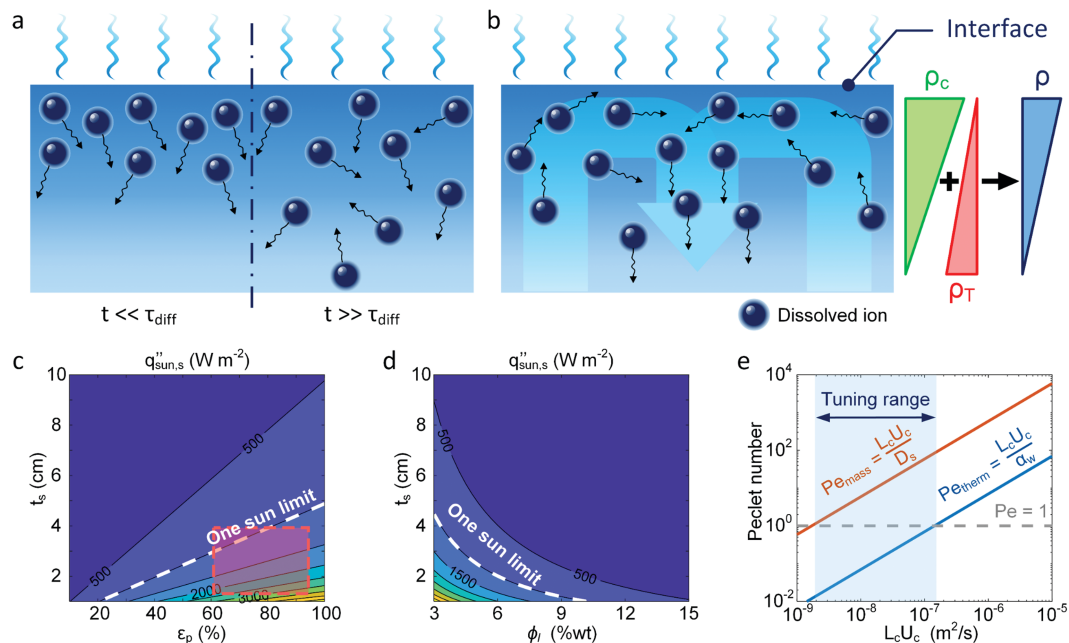 a
b
Interface
ρc
ρ
ρT
t << τdiff
t >> τdiff
Dissolved ion
c
q''sun,s (W m-2)
10
8
6
4
2
ts (cm)
500
500
One sun limit
2000
3000
20
40
60
80
100
εp (%)
d
q''sun,s (W m-2)
10
8
6
4
2
ts (cm)
500
One sun limit
1500
500
3
6
9
12
15
ϕl (%wt)
e
Peclet number
10^4
10^2
10^0
10^-2
Tuning range
Pemass = LcUc / Ds
Petherm = LcUc / αw
Pe = 1
10^-9
10^-8
10^-7
10^-6
10^-5
LcUc (m2/s)